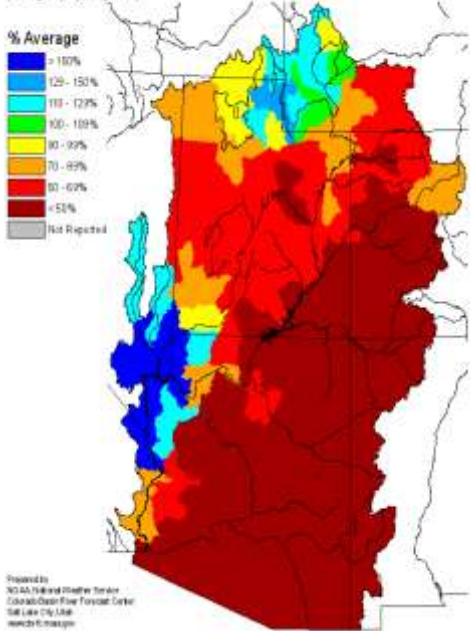 % Average
> 150%
129 - 150%
110 - 129%
100 - 109%
90 - 99%
70 - 89%
50 - 69%
< 50%
Not Reported
Prepared by
NOAA, National Weather Service
Colorado Basin River Forecast Center
Salt Lake City, Utah